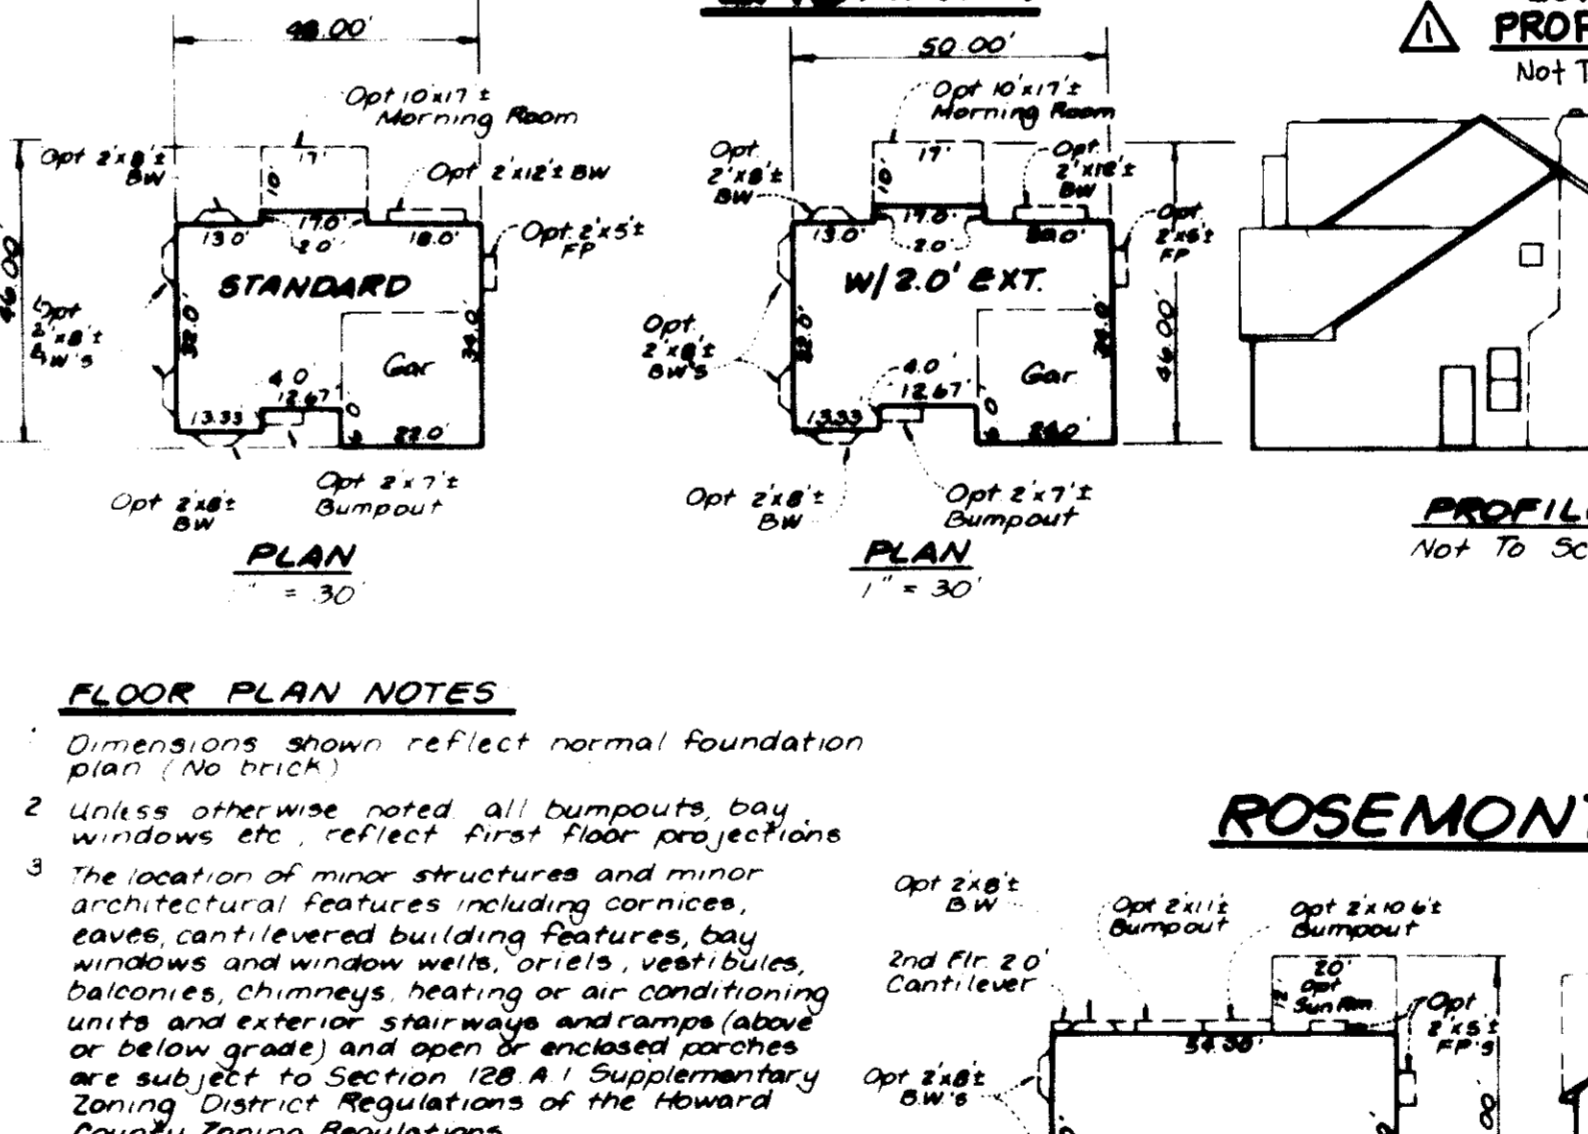 48.00'
Opt 10'x17'±
Morning Room
Opt 2'x8'±
BW
17'
10'
Opt 2'x12'± BW
17.0'
13.0'
2.0'
18.0'
Opt. 2'x5'±
FP
STANDARD
46.00'
Opt
2'x8'±
BW's
32.0'
34.0'
Gar
4.0'
12.67'
13.33'
22.0'
Opt 2'x8'±
BW
Opt 2'x7'±
Bumpout
PLAN
" = 30'
50.00'
Opt 10'x17'±
Morning Room
Opt.
2'x8'±
BW
17'
10'
Opt.
2'x12'±
BW
17.0'
13.0'
2.0'
Opt
FP
W/2.0' EXT.
Opt
2'x8'±
BW's
46.00'
Gar
4.0'
12.67'
13.33'
Opt 2'x8'±
BW
Opt. 2'x7'±
Bumpout
PLAN
1" = 30'
1
Not T
Not To Sc
FLOOR PLAN NOTES
Dimensions shown reflect normal foundation
plan (No brick)
2 Unless otherwise noted all bumpouts, bay
windows etc, reflect first floor projections
3 The location of minor structures and minor
architectural features including cornices,
eaves, cantilevered building features, bay
windows and window wells, oriels, vestibules,
balconies, chimneys, heating or air conditioning
units and exterior stairways and ramps (above
or below grade) and open or enclosed porches
are subject to Section 128.A.1 Supplementary
Zoning District Regulations of the Howard
County Zoning Regulations
ROSEMONT
Opt 2'x8'±
B.W
Opt 2'x11'±
Bumpout
Opt 2'x10.6'±
Bumpout
2nd Flr. 2.0'
Cantilever
20'
Opt
Sun Rm.
12'
Opt
2'x5'±
FP's
Opt 2'x8'±
B.W.'s